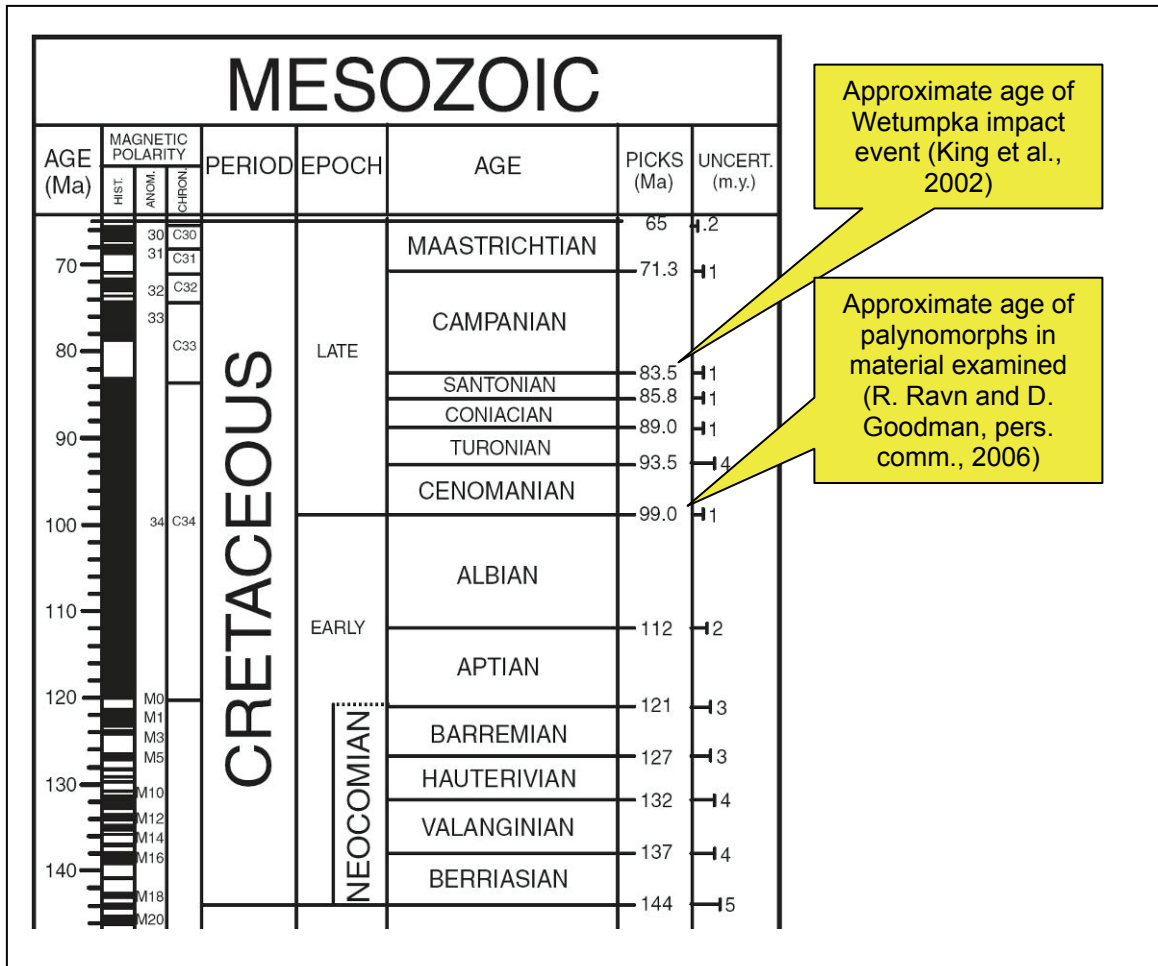 MESOZOIC
AGE
(Ma)
MAGNETIC
POLARITY
HIST.
ANOM.
CHRON.
PERIOD
EPOCH
AGE
PICKS
(Ma)
UNCERT.
(m.y.)
70
80
90
100
110
120
130
140
30
31
32
33
34
M0
M1
M3
M5
M10
M12
M14
M16
M18
M20
C30
C31
C32
C33
C34
CRETACEOUS
LATE
EARLY
NEOCOMIAN
MAASTRICHTIAN
CAMPANIAN
SANTONIAN
CONIACIAN
TURONIAN
CENOMANIAN
ALBIAN
APTIAN
BARREMIAN
HAUTERIVIAN
VALANGINIAN
BERRIASIAN
65
71.3
83.5
85.8
89.0
93.5
99.0
112
121
127
132
137
144
.2
1
1
1
1
4
1
2
3
3
4
4
5
Approximate age of
Wetumpka impact
event (King et al.,
2002)
Approximate age of
palynomorphs in
material examined
(R. Ravn and D.
Goodman, pers.
comm., 2006)